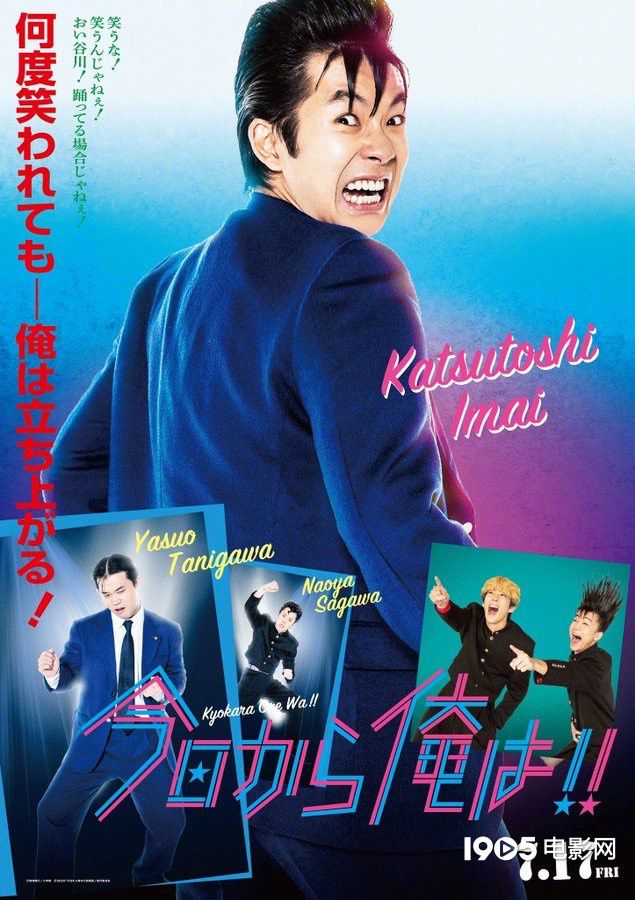 笑うな!
笑うんじゃねぇ!
おい谷川!踊ってる場合じゃねぇ!
何度笑われても—俺は立ち上がる!
Katsutoshi
Imai
Yasuo
Tanigawa
Naoya
Sagawa
Kyokara Ore Wa!!
今日から俺は!!
1905电影网
7.17 FRI